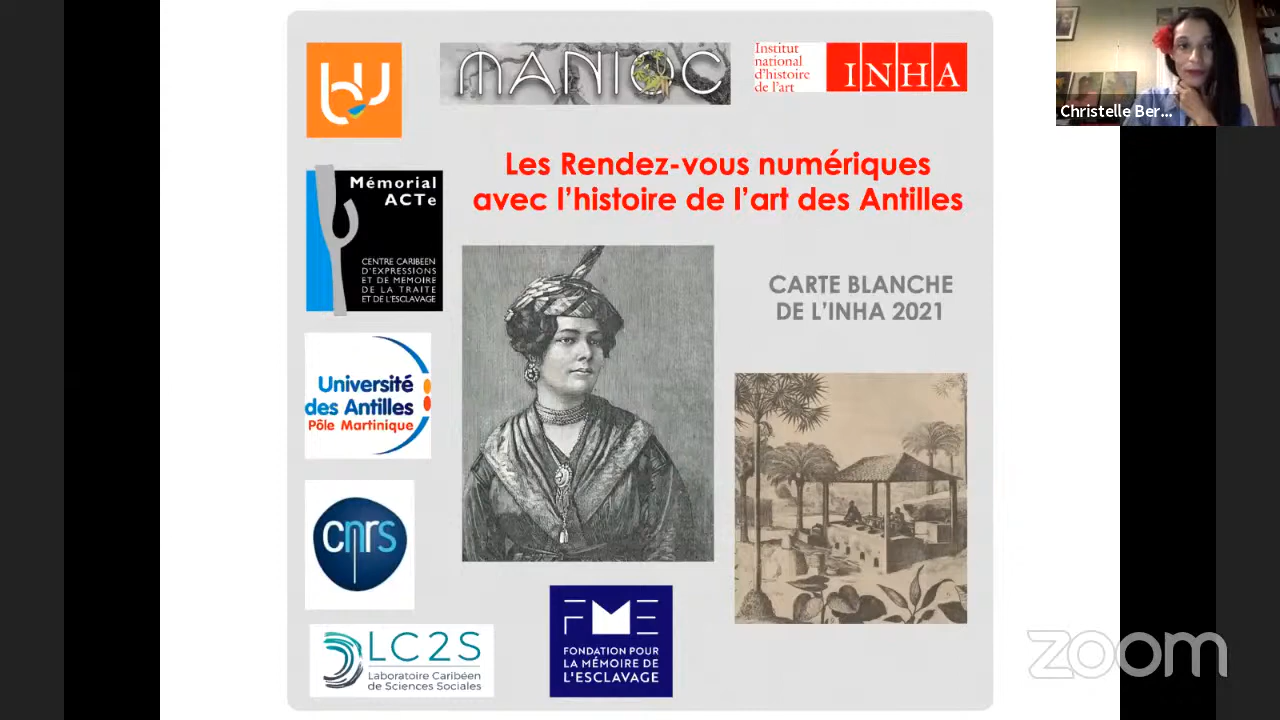 MANIOC
Institut
national
d'histoire
de l'art
INHA
Christelle Ber...
Les Rendez-vous numériques
avec l'histoire de l'art des Antilles
Mémorial
ACTe
CENTRE CARIBÉEN
D'EXPRESSIONS
ET DE MÉMOIRE
DE LA TRAITE
ET DE L'ESCLAVAGE
CARTE BLANCHE
DE L'INHA 2021
Université
des Antilles
Pôle Martinique
cnrs
LC2S
Laboratoire Caribéen
de Sciences Sociales
FME
FONDATION POUR
LA MÉMOIRE DE
L'ESCLAVAGE
zoom